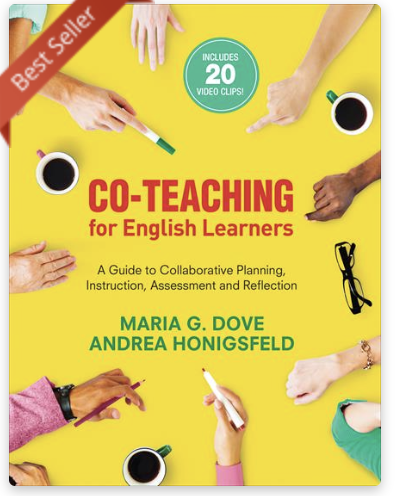 Best Seller
INCLUDES
20
VIDEO CLIPS!
CO-TEACHING
for English Learners
A Guide to Collaborative Planning,
Instruction, Assessment and Reflection
MARIA G. DOVE
ANDREA HONIGSFELD